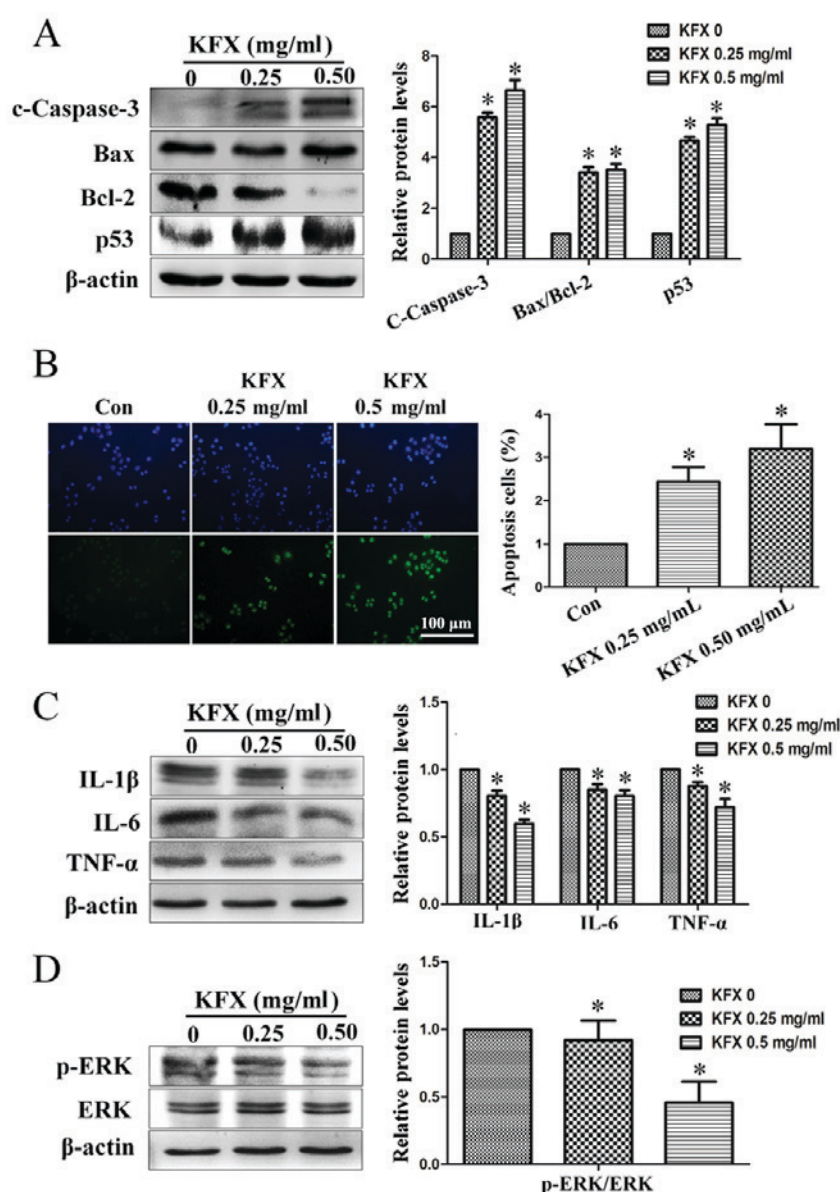 A
KFX (mg/ml)
0 0.25 0.50
c-Caspase-3
Bax
Bcl-2
p53
β-actin
Relative protein levels
8
6
4
2
0
KFX 0
KFX 0.25 mg/ml
KFX 0.5 mg/ml
* * * * * *
C-Caspase-3 Bax/Bcl-2 p53
B
Con
KFX
0.25 mg/ml
KFX
0.5 mg/ml
100 μm
Apoptosis cells (%)
4
3
2
1
0
* *
Con KFX 0.25 mg/mL KFX 0.50 mg/mL
C
KFX (mg/ml)
0 0.25 0.50
IL-1β
IL-6
TNF-α
β-actin
Relative protein levels
1.5
1.0
0.5
0.0
KFX 0
KFX 0.25 mg/ml
KFX 0.5 mg/ml
* * * * * *
IL-1β IL-6 TNF-α
D
KFX (mg/ml)
0 0.25 0.50
p-ERK
ERK
β-actin
Relative protein levels
1.5
1.0
0.5
0.0
KFX 0
KFX 0.25 mg/ml
KFX 0.5 mg/ml
* *
p-ERK/ERK